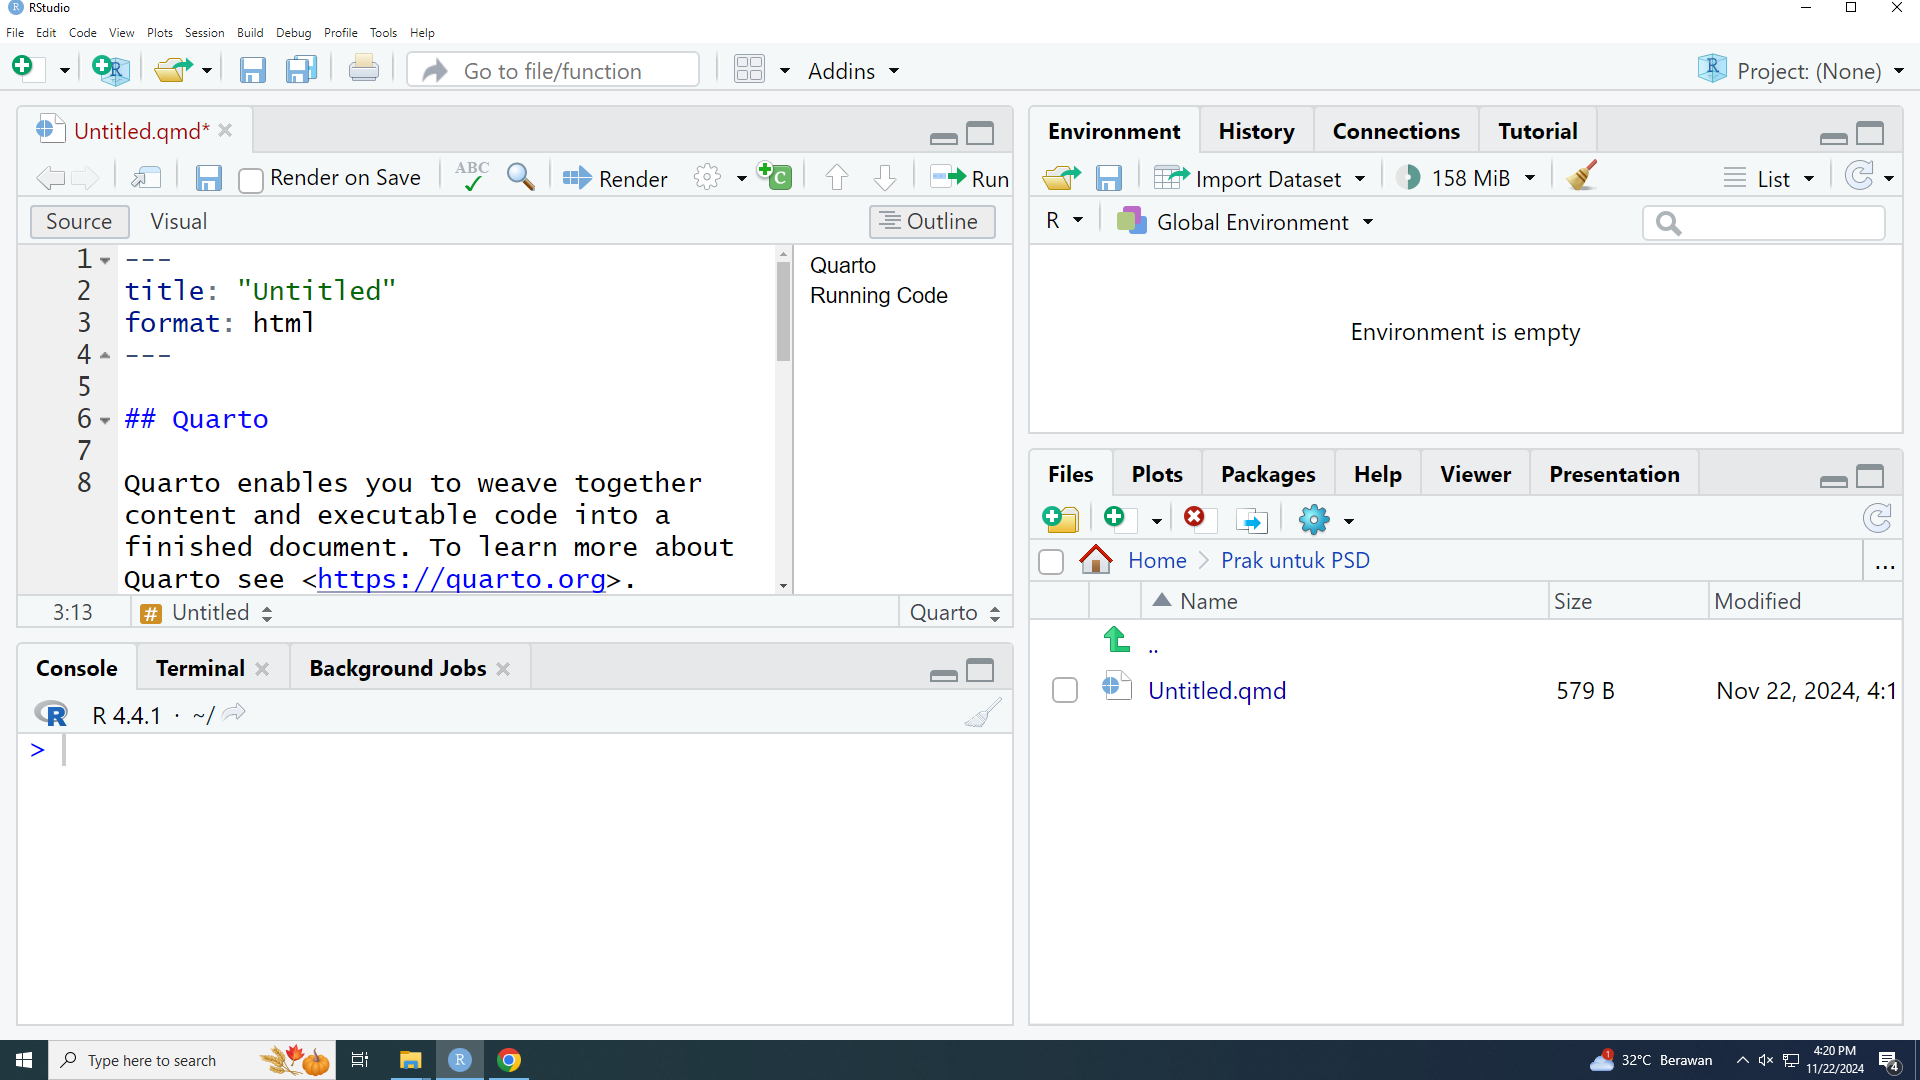 RStudio
File Edit Code View Plots Session Build Debug Profile Tools Help
Go to file/function Addins Project: (None)
Untitled.qmd*
Render on Save ABC Render Run
Source Visual Outline
1 ---
2 title: "Untitled"
3 format: html
4 ---
5
6 ## Quarto
7
8 Quarto enables you to weave together
content and executable code into a
finished document. To learn more about
Quarto see <https://quarto.org>.
Quarto
Running Code
3:13 # Untitled Quarto
Console Terminal Background Jobs
R 4.4.1 · ~/
>
Environment History Connections Tutorial
Import Dataset 158 MiB List
R Global Environment
Environment is empty
Files Plots Packages Help Viewer Presentation
Home Prak untuk PSD ...
Name Size Modified
..
Untitled.qmd 579 B Nov 22, 2024, 4:1
Type here to search
1 32°C Berawan
4:20 PM
11/22/2024
4